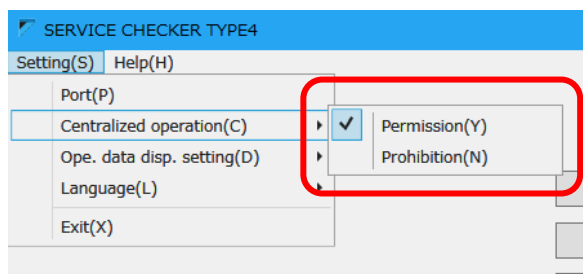 SERVICE CHECKER TYPE4
Setting(S) Help(H)
Port(P)
Centralized operation(C)
Permission(Y)
Ope. data disp. setting(D)
Prohibition(N)
Language(L)
Exit(X)